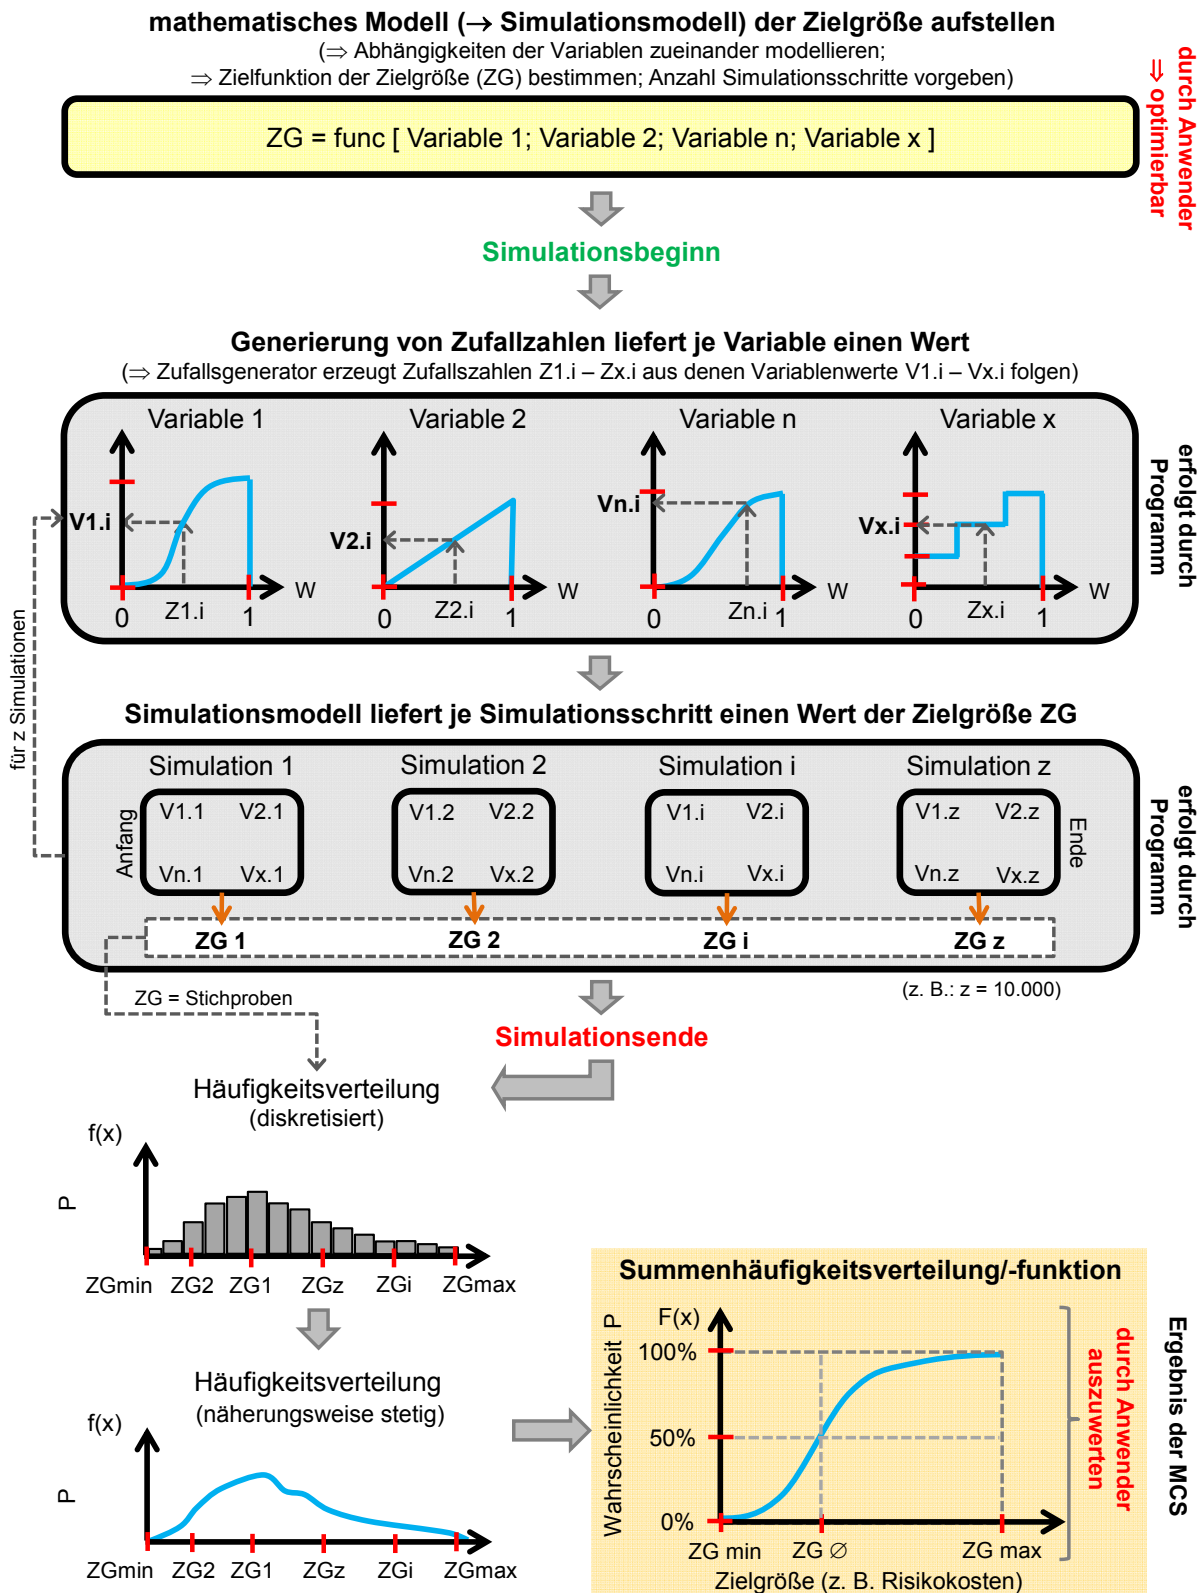 mathematisches Modell (→ Simulationsmodell) der Zielgröße aufstellen
(⇒ Abhängigkeiten der Variablen zueinander modellieren;
⇒ Zielfunktion der Zielgröße (ZG) bestimmen; Anzahl Simulationsschritte vorgeben)
durch Anwender
⇒ optimierbar
ZG = func [ Variable 1; Variable 2; Variable n; Variable x ]
Simulationsbeginn
Generierung von Zufallzahlen liefert je Variable einen Wert
(⇒ Zufallsgenerator erzeugt Zufallszahlen Z1.i – Zx.i aus denen Variablenwerte V1.i – Vx.i folgen)
Variable 1 Variable 2 Variable n Variable x
V1.i V2.i Vn.i Vx.i
0 Z1.i 1 W
0 Z2.i 1 W
0 Zn.i 1 W
0 Zx.i 1 W
erfolgt durch
Programm
für z Simulationen
Simulationsmodell liefert je Simulationsschritt einen Wert der Zielgröße ZG
Simulation 1 Simulation 2 Simulation i Simulation z
Anfang
V1.1 V2.1 V1.2 V2.2 V1.i V2.i V1.z V2.z
Vn.1 Vx.1 Vn.2 Vx.2 Vn.i Vx.i Vn.z Vx.z
Ende
ZG 1 ZG 2 ZG i ZG z
erfolgt durch
Programm
ZG = Stichproben
(z. B.: z = 10.000)
Simulationsende
Häufigkeitsverteilung
(diskretisiert)
f(x)
P
ZGmin ZG2 ZG1 ZGz ZGi ZGmax
Häufigkeitsverteilung
(näherungsweise stetig)
f(x)
P
ZGmin ZG2 ZG1 ZGz ZGi ZGmax
Summenhäufigkeitsverteilung/-funktion
Wahrscheinlichkeit P
F(x)
100%
50%
0%
ZG min ZG ∅ ZG max
Zielgröße (z. B. Risikokosten)
durch Anwender
auszuwerten
Ergebnis der MCS